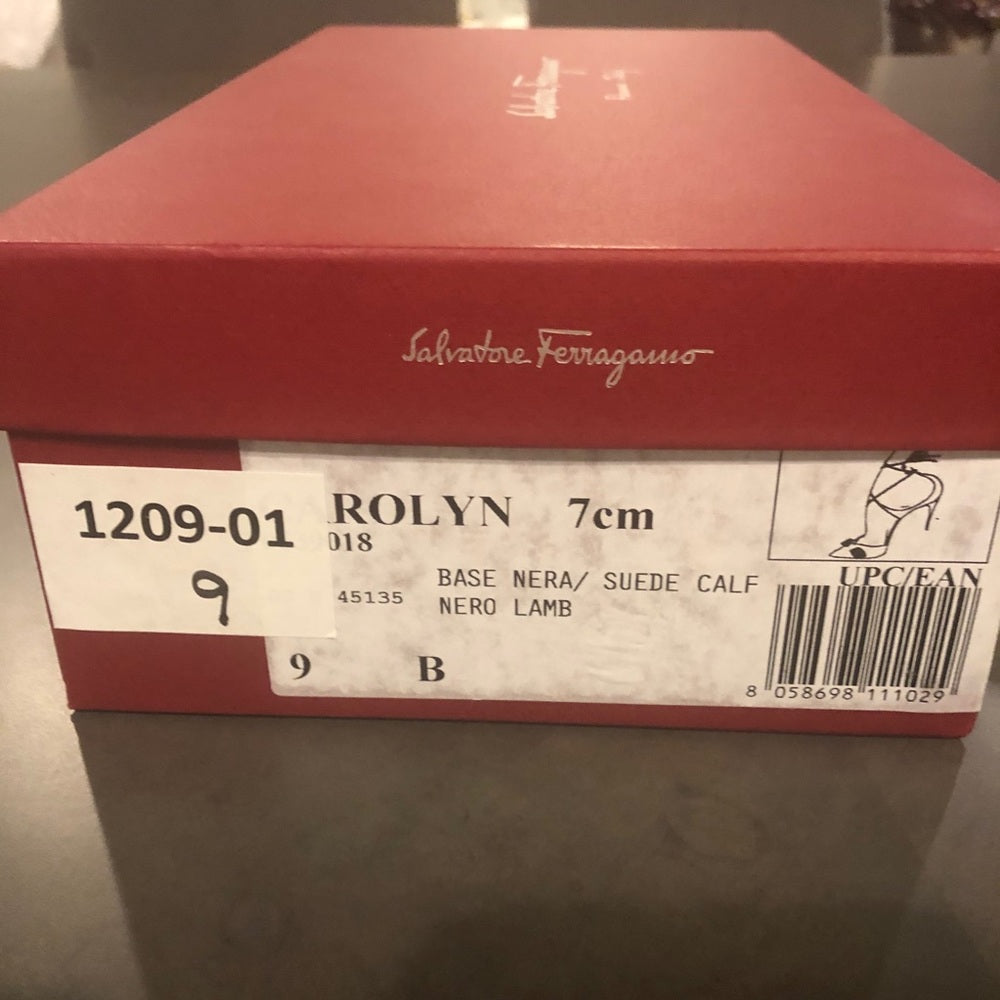 Salvatore Ferragamo
1209-01
9
ROLYN 7cm
018
45135 BASE NERA/ SUEDE CALF
NERO LAMB
9 B
UPC/EAN
8 058698 111029